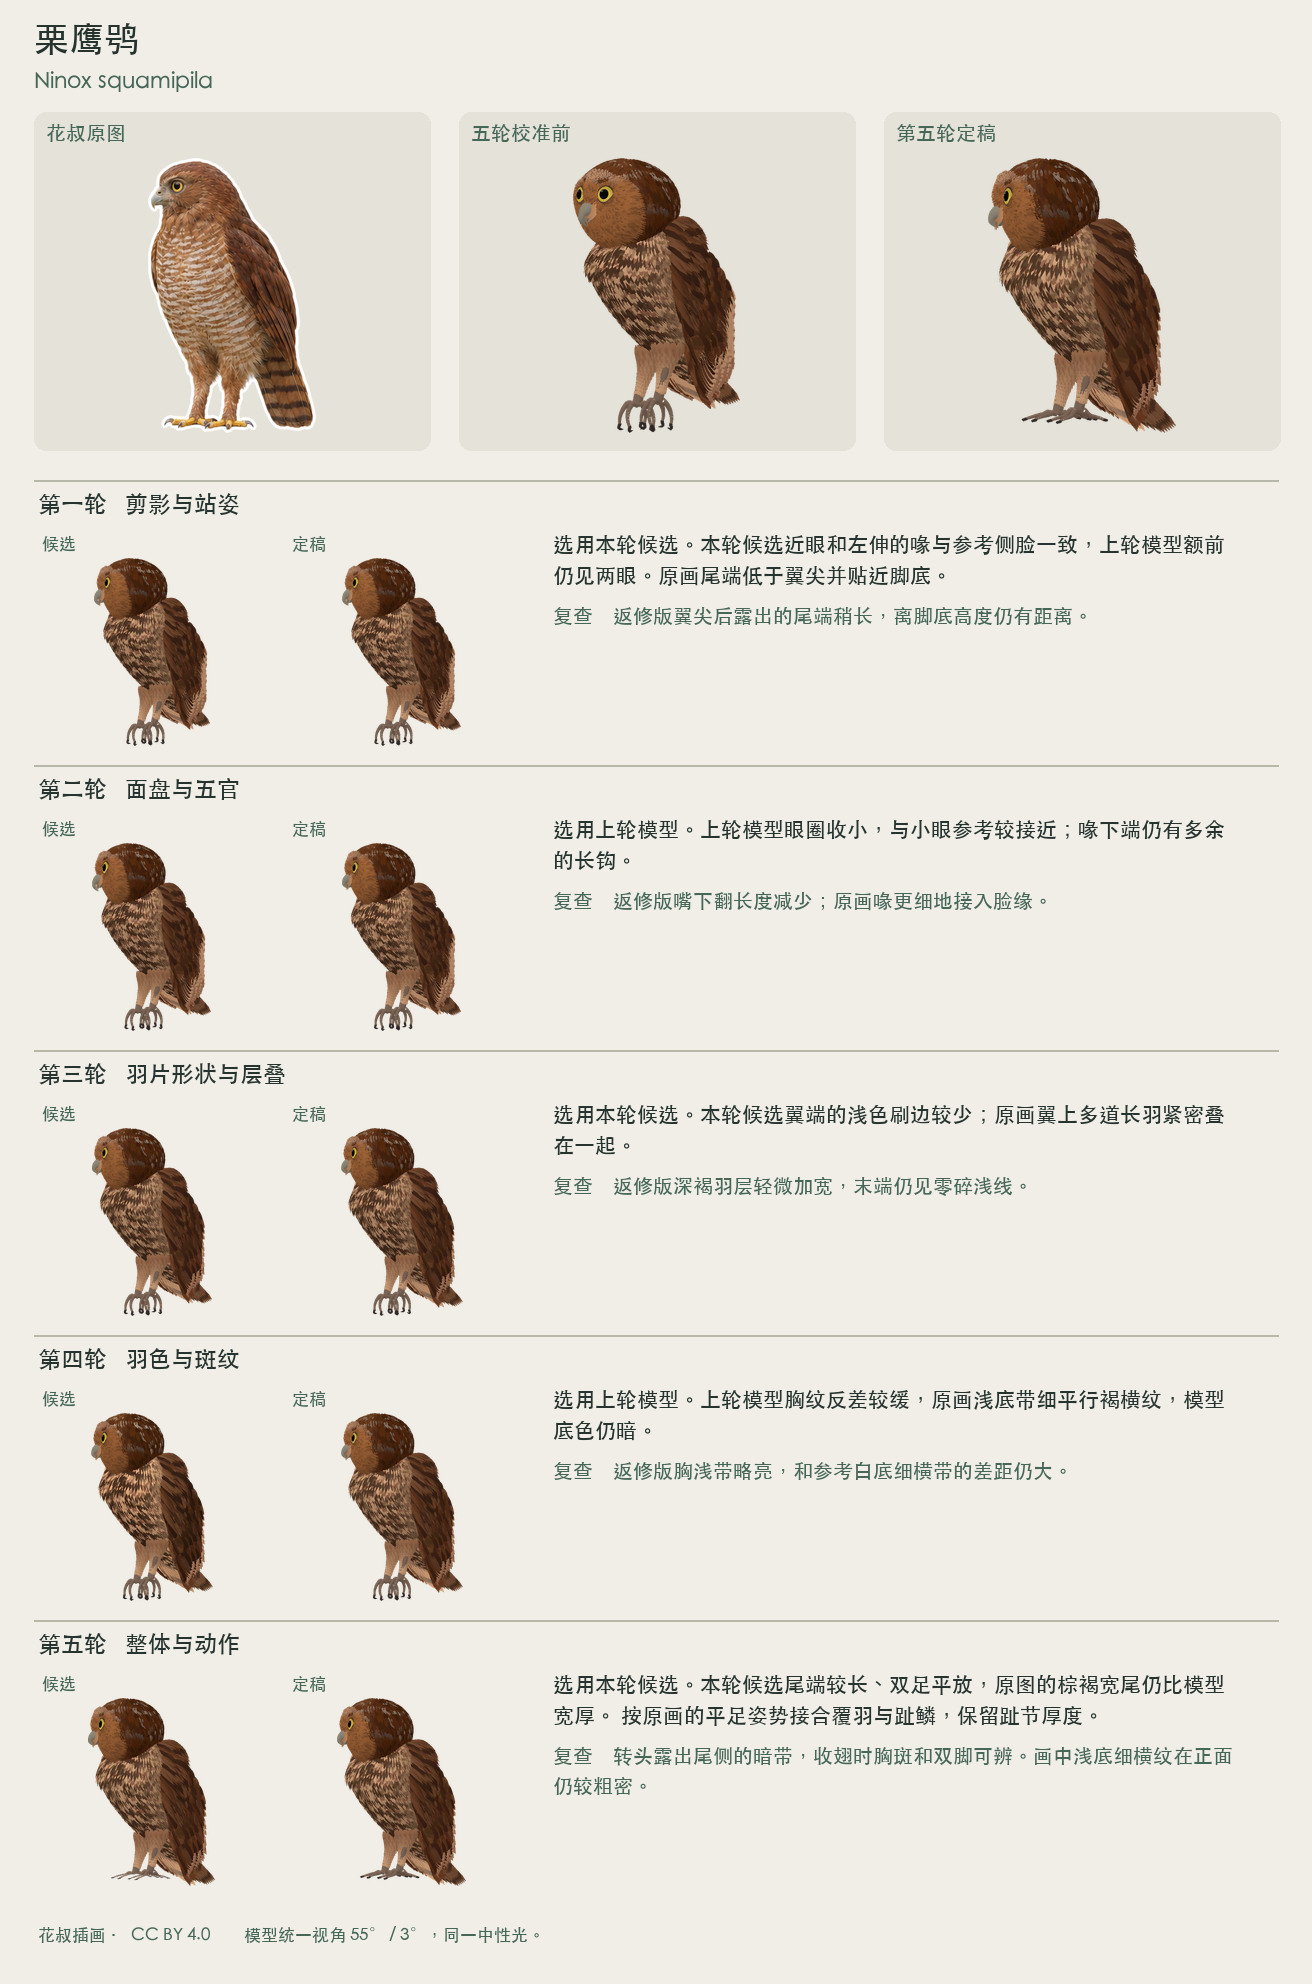 栗鹰鸮
Ninox squamipila
花叔原图
五轮校准前
第五轮定稿
第一轮 剪影与站姿
候选
定稿
选用本轮候选。本轮候选近眼和左伸的喙与参考侧脸一致，上轮模型额前
仍见两眼。原画尾端低于翼尖并贴近脚底。
复查 返修版翼尖后露出的尾端稍长，离脚底高度仍有距离。
第二轮 面盘与五官
候选
定稿
选用上轮模型。上轮模型眼圈收小，与小眼参考较接近；喙下端仍有多余
的长钩。
复查 返修版嘴下翻长度减少；原画喙更细地接入脸缘。
第三轮 羽片形状与层叠
候选
定稿
选用本轮候选。本轮候选翼端的浅色刷边较少；原画翼上多道长羽紧密叠
在一起。
复查 返修版深褐羽层轻微加宽，末端仍见零碎浅线。
第四轮 羽色与斑纹
候选
定稿
选用上轮模型。上轮模型胸纹反差较缓，原画浅底带细平行褐横纹，模型
底色仍暗。
复查 返修版胸浅带略亮，和参考白底细横带的差距仍大。
第五轮 整体与动作
候选
定稿
选用本轮候选。本轮候选尾端较长、双足平放，原图的棕褐宽尾仍比模型
宽厚。 按原画的平足姿势接合覆羽与趾鳞，保留趾节厚度。
复查 转头露出尾侧的暗带，收翅时胸斑和双脚可辨。画中浅底细横纹在正面
仍较粗密。
花叔插画· CC BY 4.0 模型统一视角 55° / 3° ，同一中性光。